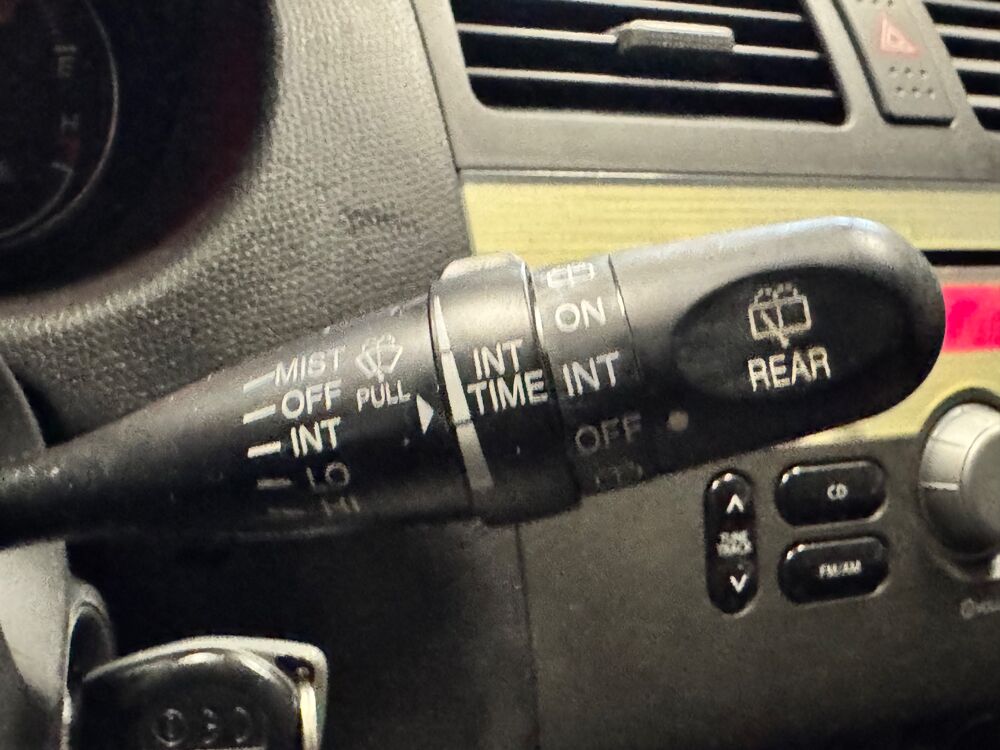 MIST
OFF
PULL
INT
LO
HI
INT
TIME
ON
INT
OFF
REAR
CD
FM/AM
E